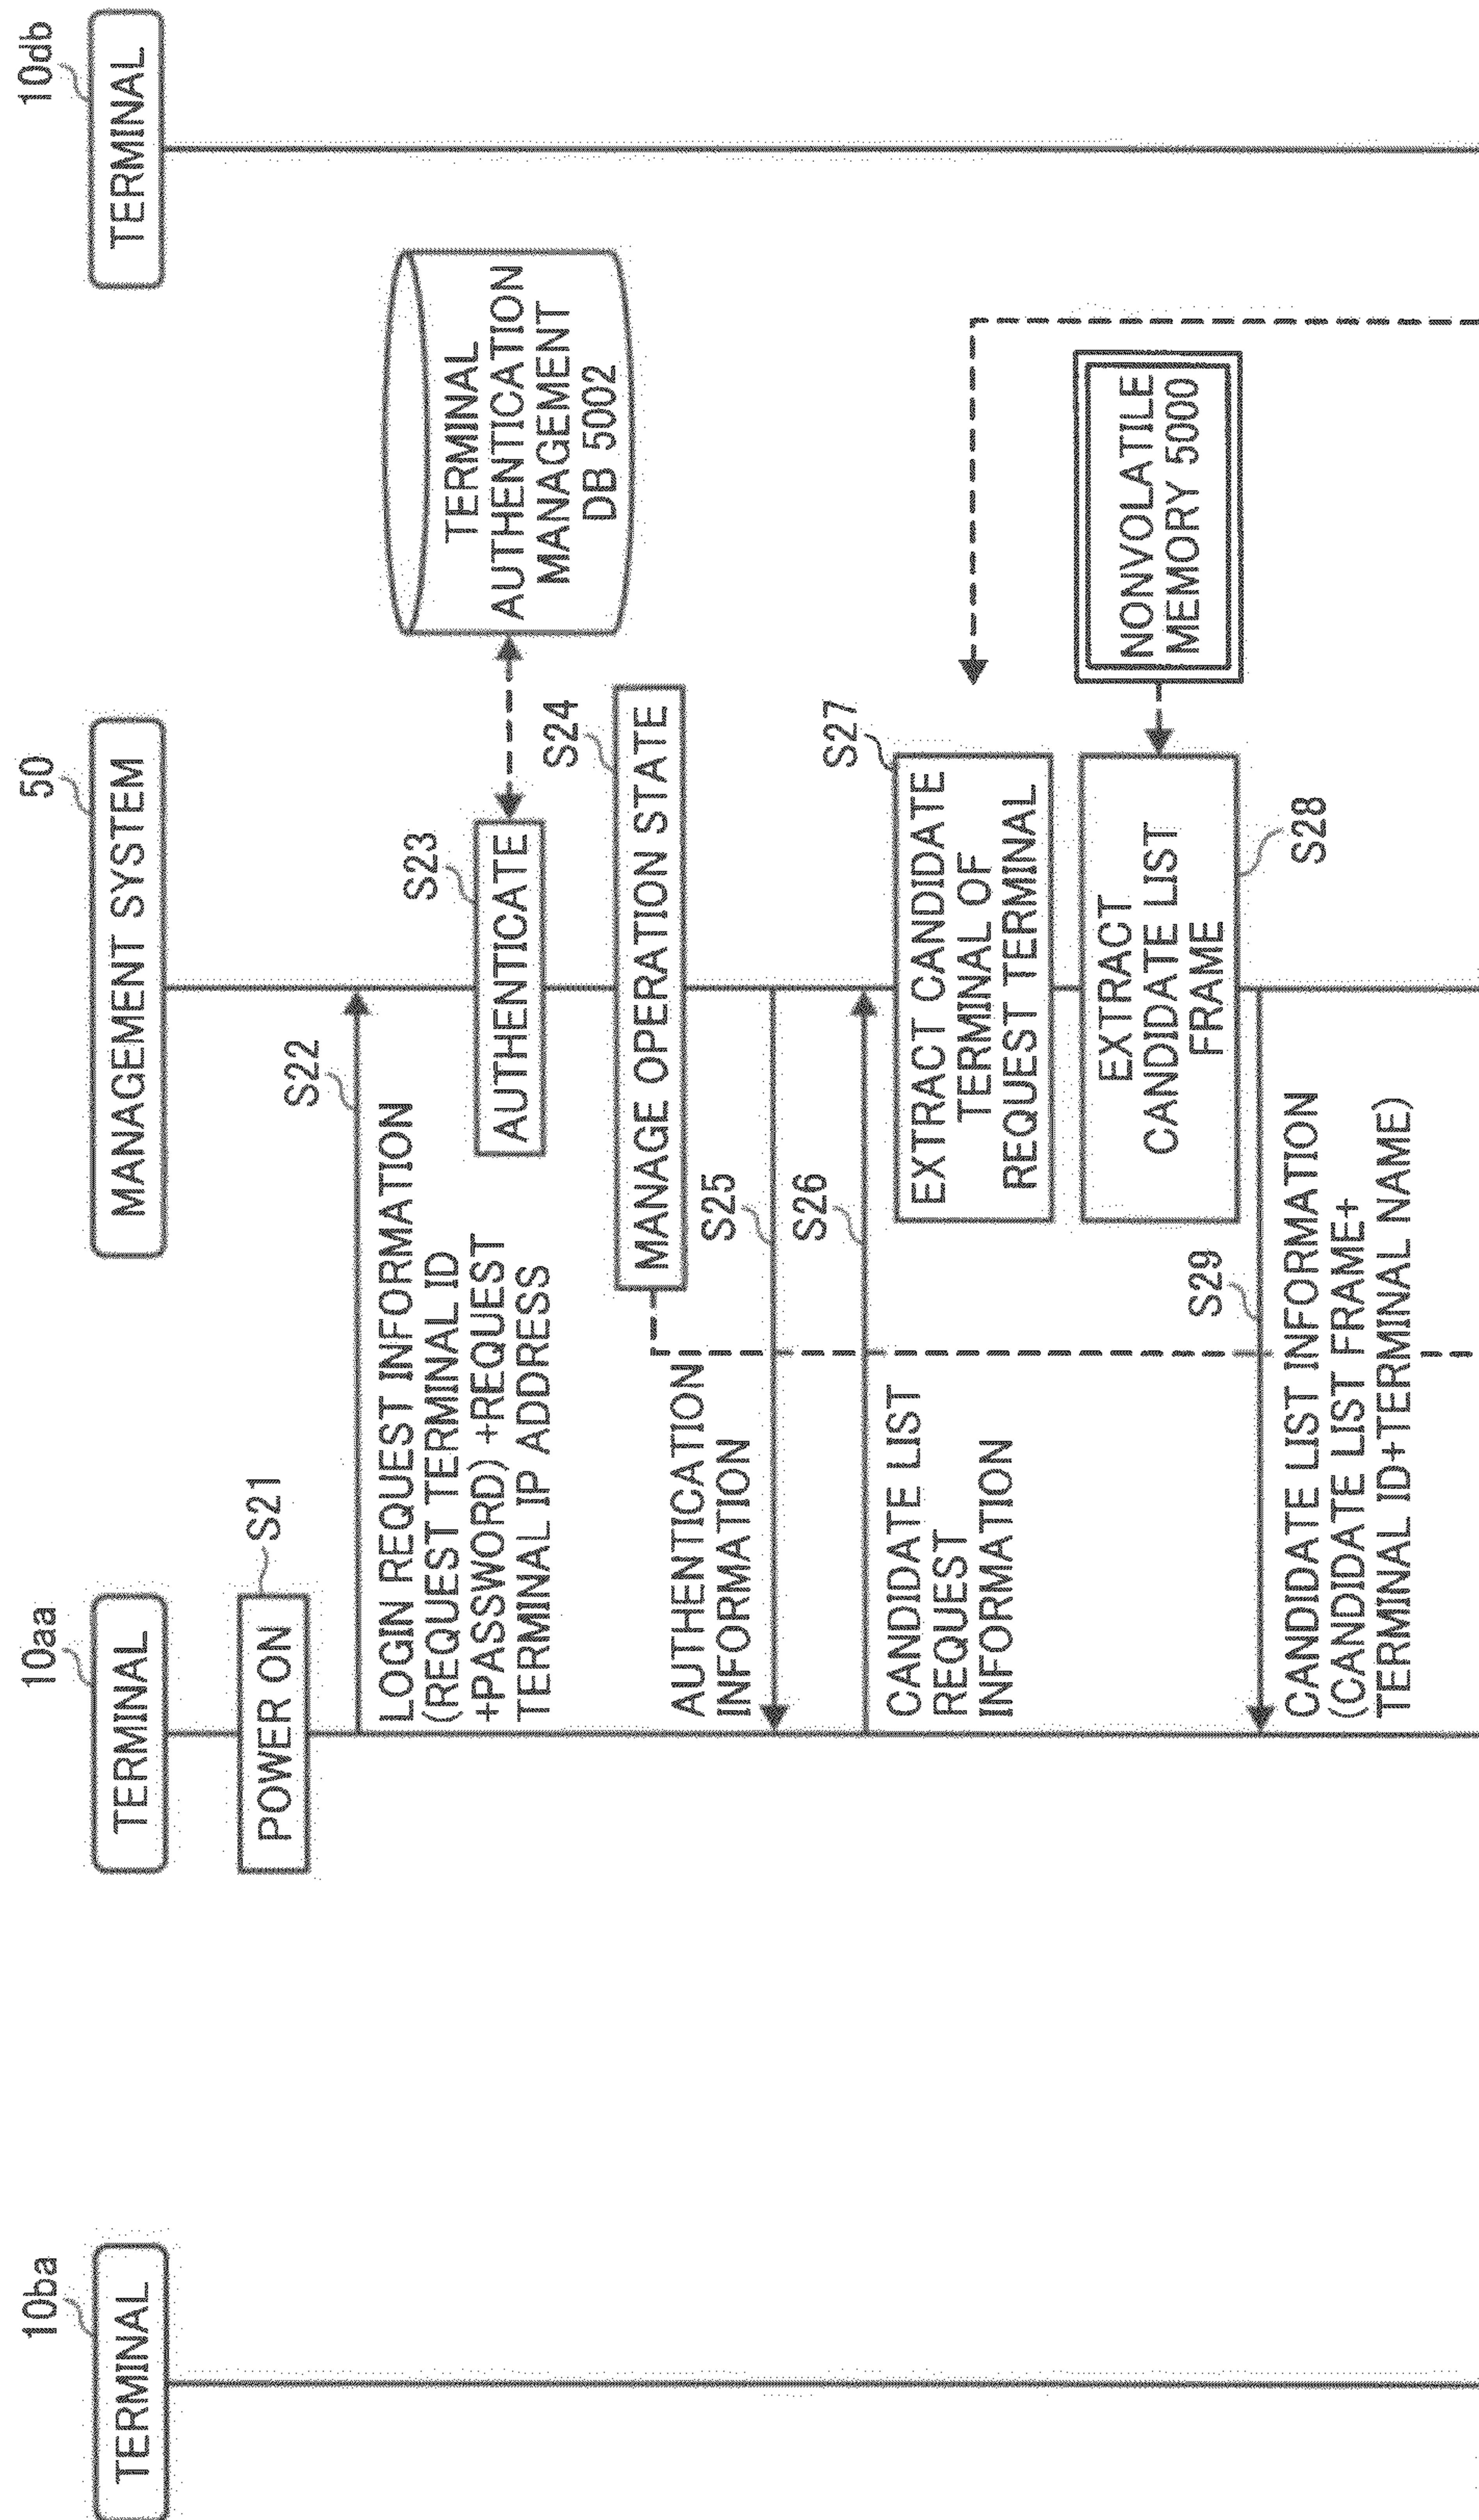 10ba
TERMINAL
10aa
TERMINAL
50
MANAGEMENT SYSTEM
10db
TERMINAL
POWER ON
S21
S22
LOGIN REQUEST INFORMATION
(REQUEST TERMINAL ID
+PASSWORD) +REQUEST
TERMINAL IP ADDRESS
S23
AUTHENTICATE
TERMINAL
AUTHENTICATION
MANAGEMENT
DB 5002
S24
MANAGE OPERATION STATE
AUTHENTICATION
INFORMATION
S25
S26
CANDIDATE LIST
REQUEST
INFORMATION
S27
EXTRACT CANDIDATE
TERMINAL OF
REQUEST TERMINAL
EXTRACT
CANDIDATE LIST
FRAME
S28
NONVOLATILE
MEMORY 5000
S29
CANDIDATE LIST INFORMATION
(CANDIDATE LIST FRAME+
TERMINAL ID+TERMINAL NAME)